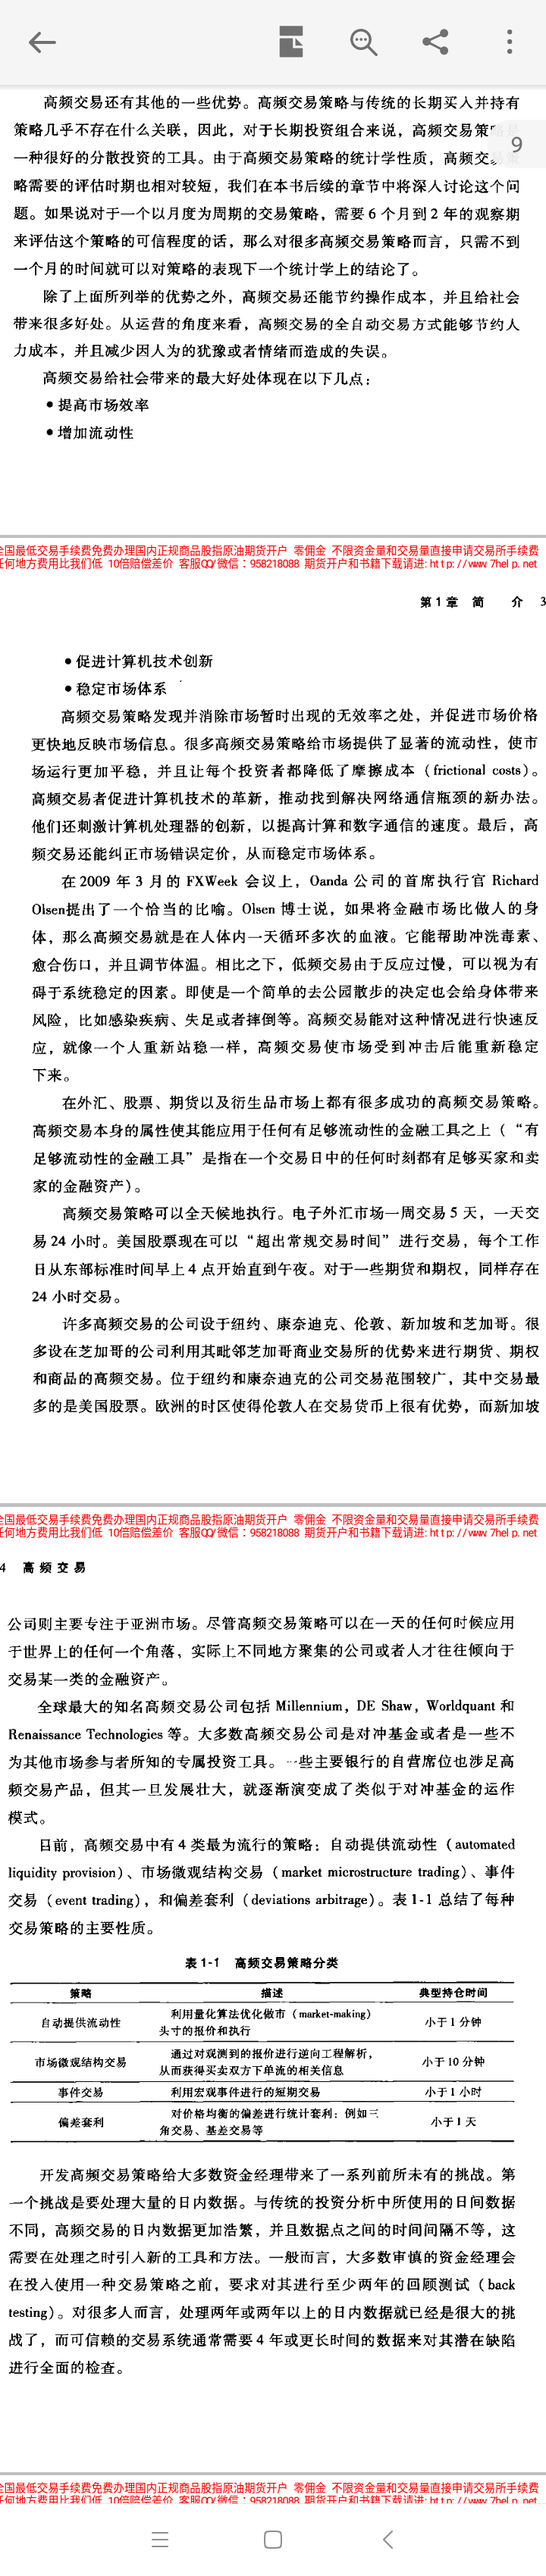 9
高频交易还有其他的一些优势。高频交易策略与传统的长期买入并持有
策略几乎不存在什么关联，因此，对于长期投资组合来说，高频交易策略是
一种很好的分散投资的工具。由于高频交易策略的统计学性质，高频交易策
略需要的评估时期也相对较短，我们在本书后续的章节中将深入讨论这个问
题。如果说对于一个以月度为周期的交易策略，需要 6 个月到 2 年的观察期
来评估这个策略的可信程度的话，那么对很多高频交易策略而言，只需不到
一个月的时间就可以对策略的表现下一个统计学上的结论了。
除了上面所列举的优势之外，高频交易还能节约操作成本，并且给社会
带来很多好处。从运营的角度来看，高频交易的全自动交易方式能够节约人
力成本，并且减少因人为的犹豫或者情绪而造成的失误。
高频交易给社会带来的最大好处体现在以下几点：
● 提高市场效率
● 增加流动性
全国最低交易手续费免费办理国内正规商品股指原油期货开户 零佣金 不限资金量和交易量直接申请交易所手续费
任何地方费用比我们低 10倍赔偿差价 客服QQ/微信：958218088 期货开户和书籍下载请进:http://www.7help.net
第 1 章 简 介 3
● 促进计算机技术创新
● 稳定市场体系
高频交易策略发现并消除市场暂时出现的无效率之处，并促进市场价格
更快地反映市场信息。很多高频交易策略给市场提供了显著的流动性，使市
场运行更加平稳，并且让每个投资者都降低了摩擦成本（frictional costs）。
高频交易者促进计算机技术的革新，推动找到解决网络通信瓶颈的新办法。
他们还刺激计算机处理器的创新，以提高计算和数字通信的速度。最后，高
频交易还能纠正市场错误定价，从而稳定市场体系。
在 2009 年 3 月的 FXWeek 会议上，Oanda 公司的首席执行官 Richard
Olsen提出了一个恰当的比喻。Olsen 博士说，如果将金融市场比做人的身
体，那么高频交易就是在人体内一天循环多次的血液。它能帮助冲洗毒素、
愈合伤口，并且调节体温。相比之下，低频交易由于反应过慢，可以视为有
碍于系统稳定的因素。即使是一个简单的去公园散步的决定也会给身体带来
风险，比如感染疾病、失足或者摔倒等。高频交易能对这种情况进行快速反
应，就像一个人重新站稳一样，高频交易使市场受到冲击后能重新稳定
下来。
在外汇、股票、期货以及衍生品市场上都有很多成功的高频交易策略。
高频交易本身的属性使其能应用于任何有足够流动性的金融工具之上（“有
足够流动性的金融工具”是指在一个交易日中的任何时刻都有足够买家和卖
家的金融资产）。
高频交易策略可以全天候地执行。电子外汇市场一周交易 5 天，一天交
易 24 小时。美国股票现在可以“超出常规交易时间”进行交易，每个工作
日从东部标准时间早上 4 点开始直到午夜。对于一些期货和期权，同样存在
24 小时交易。
许多高频交易的公司设于纽约、康奈迪克、伦敦、新加坡和芝加哥。很
多设在芝加哥的公司利用其毗邻芝加哥商业交易所的优势来进行期货、期权
和商品的高频交易。位于纽约和康奈迪克的公司交易范围较广，其中交易最
多的是美国股票。欧洲的时区使得伦敦人在交易货币上很有优势，而新加坡
全国最低交易手续费免费办理国内正规商品股指原油期货开户 零佣金 不限资金量和交易量直接申请交易所手续费
任何地方费用比我们低 10倍赔偿差价 客服QQ/微信：958218088 期货开户和书籍下载请进:http://www.7help.net
4 高频交易
公司则主要专注于亚洲市场。尽管高频交易策略可以在一天的任何时候应用
于世界上的任何一个角落，实际上不同地方聚集的公司或者人才往往倾向于
交易某一类的金融资产。
全球最大的知名高频交易公司包括 Millennium，DE Shaw，Worldquant 和
Renaissance Technologies 等。大多数高频交易公司是对冲基金或者是一些不
为其他市场参与者所知的专属投资工具。一些主要银行的自营席位也涉足高
频交易产品，但其一旦发展壮大，就逐渐演变成了类似于对冲基金的运作
模式。
目前，高频交易中有 4 类最为流行的策略：自动提供流动性（automated
liquidity provision）、市场微观结构交易（market microstructure trading）、事件
交易（event trading），和偏差套利（deviations arbitrage）。表 1-1 总结了每种
交易策略的主要性质。
表 1-1 高频交易策略分类
策略 描述 典型持仓时间
自动提供流动性 利用量化算法优化做市（market-making）头寸的报价和执行 小于 1 分钟
市场微观结构交易 通过对观测到的报价进行逆向工程解析，从而获得买卖双方下单流的相关信息 小于 10 分钟
事件交易 利用宏观事件进行的短期交易 小于 1 小时
偏差套利 对价格均衡的偏差进行统计套利：例如三角交易、基差交易等 小于 1 天
开发高频交易策略给大多数资金经理带来了一系列前所未有的挑战。第
一个挑战是要处理大量的日内数据。与传统的投资分析中所使用的日间数据
不同，高频交易的日内数据更加浩繁，并且数据点之间的时间间隔不等，这
需要在处理之时引入新的工具和方法。一般而言，大多数审慎的资金经理会
在投入使用一种交易策略之前，要求对其进行至少两年的回顾测试（back
testing）。对很多人而言，处理两年或两年以上的日内数据就已经是很大的挑
战了，而可信赖的交易系统通常需要 4 年或更长时间的数据来对其潜在缺陷
进行全面的检查。
全国最低交易手续费免费办理国内正规商品股指原油期货开户 零佣金 不限资金量和交易量直接申请交易所手续费
任何地方费用比我们低 10倍赔偿差价 客服QQ/微信：958218088 期货开户和书籍下载请进:http://www.7help.net